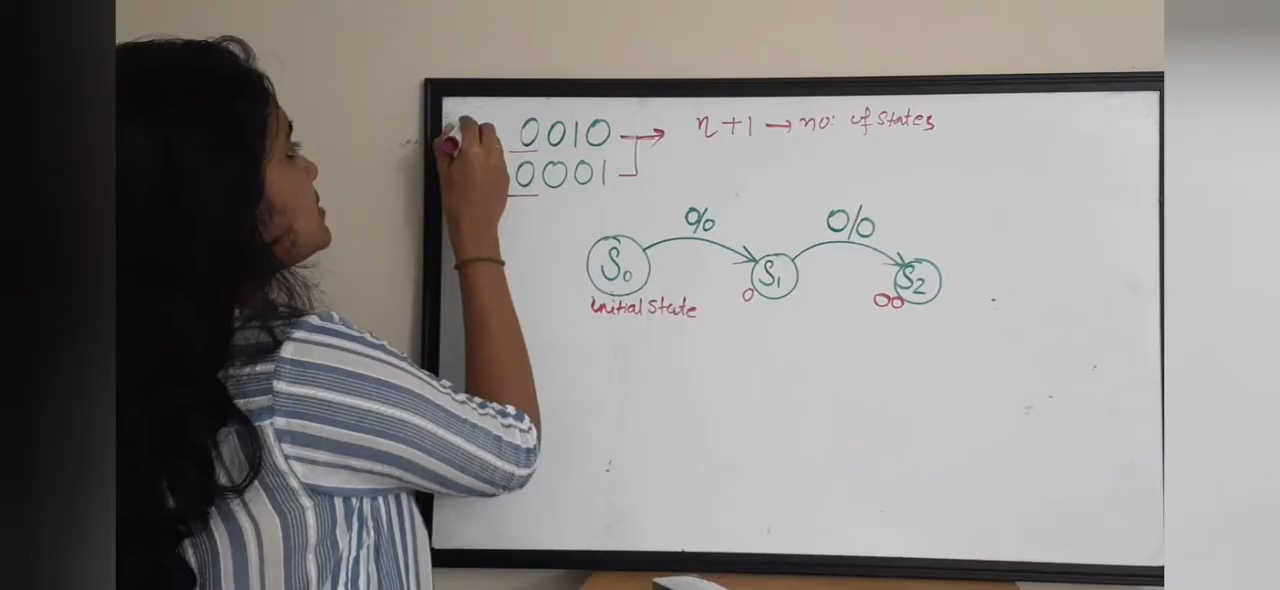 0010 → n+1 → no: of states
0001
0/0 0/0
S0 S1 S2
0 00
initial state